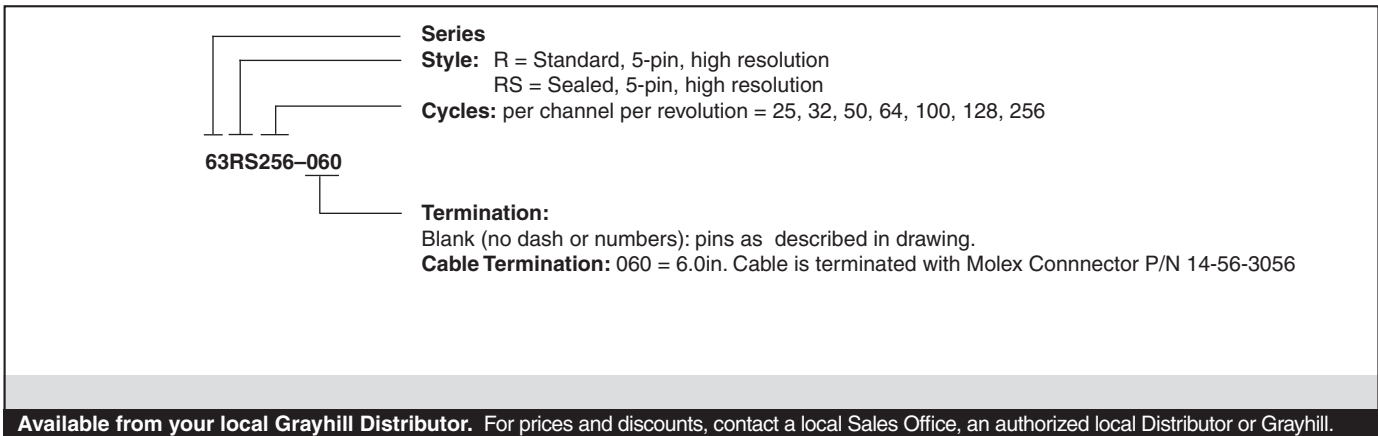 Series
Style: R = Standard, 5-pin, high resolution
RS = Sealed, 5-pin, high resolution
Cycles: per channel per revolution = 25, 32, 50, 64, 100, 128, 256
63RS256–060
Termination:
Blank (no dash or numbers): pins as described in drawing.
Cable Termination: 060 = 6.0in. Cable is terminated with Molex Connnector P/N 14-56-3056
Available from your local Grayhill Distributor. For prices and discounts, contact a local Sales Office, an authorized local Distributor or Grayhill.